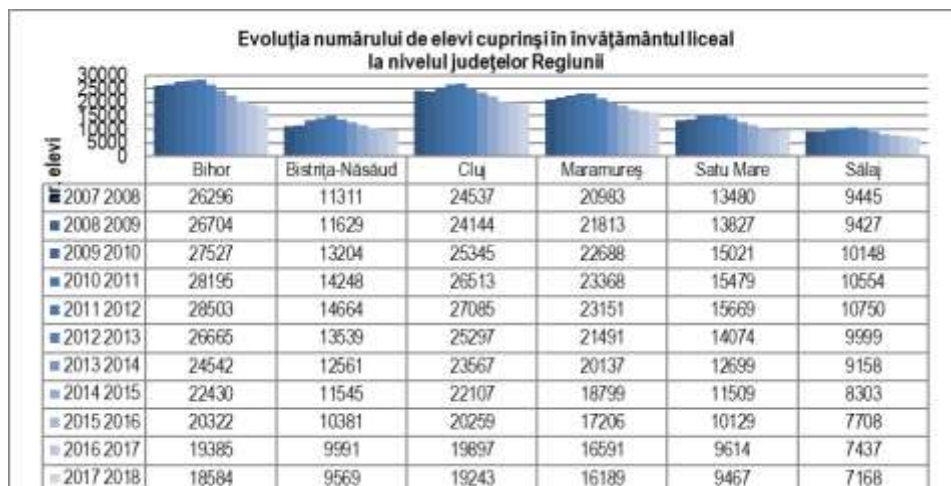 Evoluția numărului de elevi cuprinși în învățământul liceal
la nivelul județelor Regiunii
30000
25000
20000
15000
10000
5000
0
. elevi
Bihor Bistrița-Năsăud Cluj Maramureș Satu Mare Sălaj
2007 2008 26296 11311 24537 20983 13480 9445
2008 2009 26704 11629 24144 21813 13827 9427
2009 2010 27527 13204 25345 22688 15021 10148
2010 2011 28195 14248 26513 23368 15479 10554
2011 2012 28503 14664 27085 23151 15669 10750
2012 2013 26665 13539 25297 21491 14074 9999
2013 2014 24542 12561 23567 20137 12699 9158
2014 2015 22430 11545 22107 18799 11509 8303
2015 2016 20322 10381 20259 17206 10129 7708
2016 2017 19385 9991 19897 16591 9614 7437
2017 2018 18584 9569 19243 16189 9467 7168